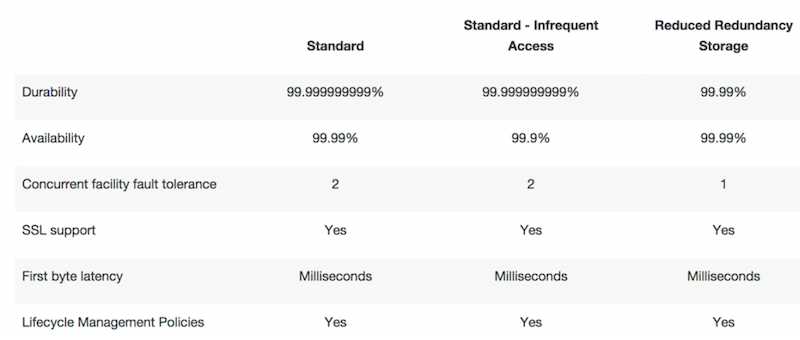 Standard - Infrequent Reduced Redundancy
Standard Access Storage
Durability 99.999999999% 99.999999999% 99.99%
Availability 99.99% 99.9% 99.99%
Concurrent facility fault tolerance 2 2 1
SSL support Yes Yes Yes
First byte latency Milliseconds Milliseconds Milliseconds
Lifecycle Management Policies Yes Yes Yes